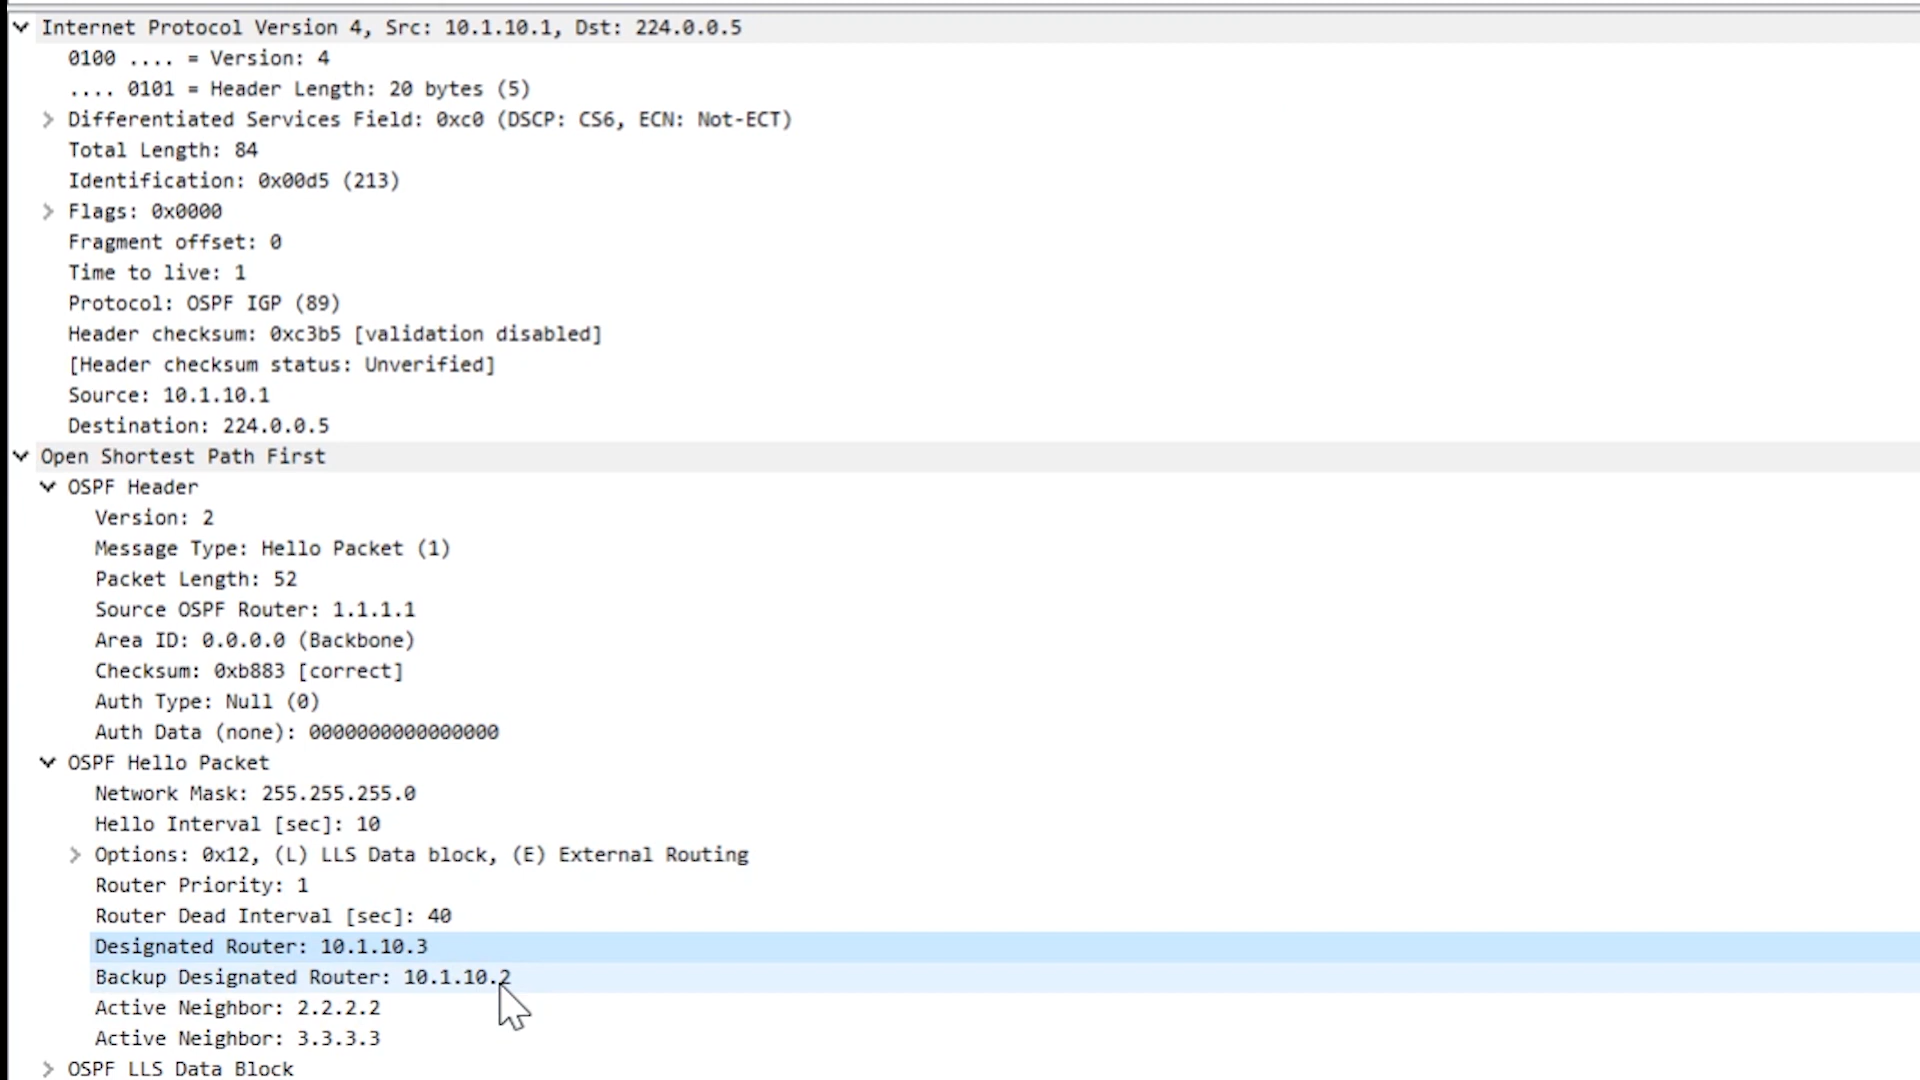 Internet Protocol Version 4, Src: 10.1.10.1, Dst: 224.0.0.5
0100 .... = Version: 4
.... 0101 = Header Length: 20 bytes (5)
Differentiated Services Field: 0xc0 (DSCP: CS6, ECN: Not-ECT)
Total Length: 84
Identification: 0x00d5 (213)
Flags: 0x0000
Fragment offset: 0
Time to live: 1
Protocol: OSPF IGP (89)
Header checksum: 0xc3b5 [validation disabled]
[Header checksum status: Unverified]
Source: 10.1.10.1
Destination: 224.0.0.5
Open Shortest Path First
OSPF Header
Version: 2
Message Type: Hello Packet (1)
Packet Length: 52
Source OSPF Router: 1.1.1.1
Area ID: 0.0.0.0 (Backbone)
Checksum: 0xb883 [correct]
Auth Type: Null (0)
Auth Data (none): 0000000000000000
OSPF Hello Packet
Network Mask: 255.255.255.0
Hello Interval [sec]: 10
Options: 0x12, (L) LLS Data block, (E) External Routing
Router Priority: 1
Router Dead Interval [sec]: 40
Designated Router: 10.1.10.3
Backup Designated Router: 10.1.10.2
Active Neighbor: 2.2.2.2
Active Neighbor: 3.3.3.3
OSPF LLS Data Block